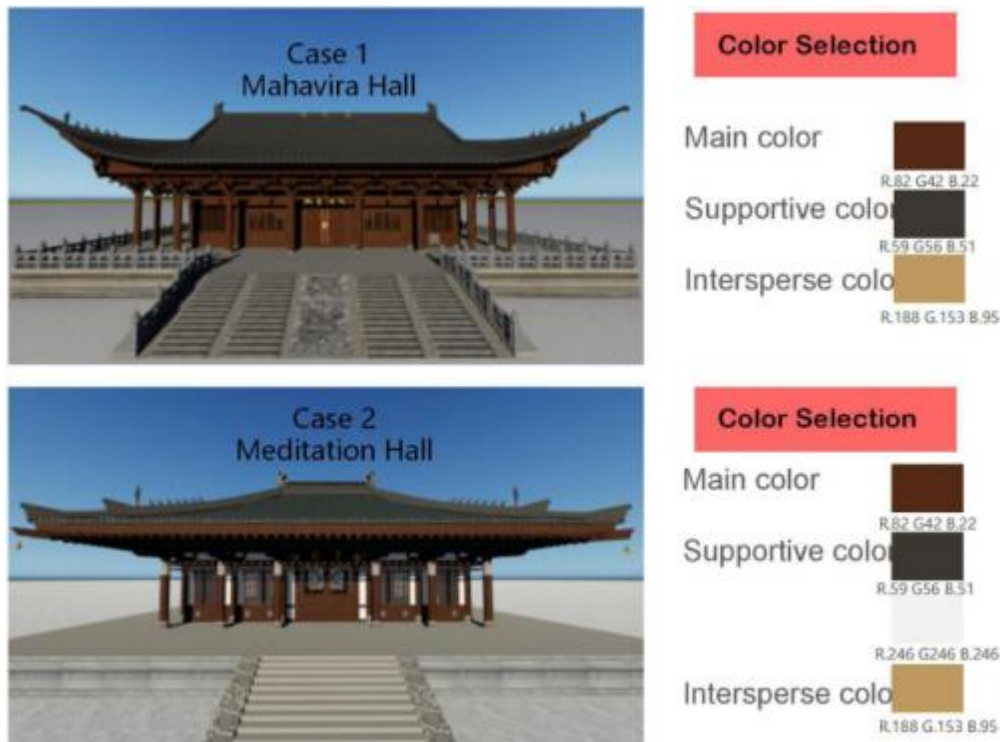 Case 1
Mahavira Hall
Color Selection
Main color
R.82 G42 B.22
Supportive color
R.59 G56 B.51
Intersperse colo
R.188 G.153 B.95
Case 2
Meditation Hall
Color Selection
Main color
R.82 G42 B.22
Supportive color
R.59 G56 B.51
R.246 G246 B.246
Intersperse colo
R.188 G.153 B.95